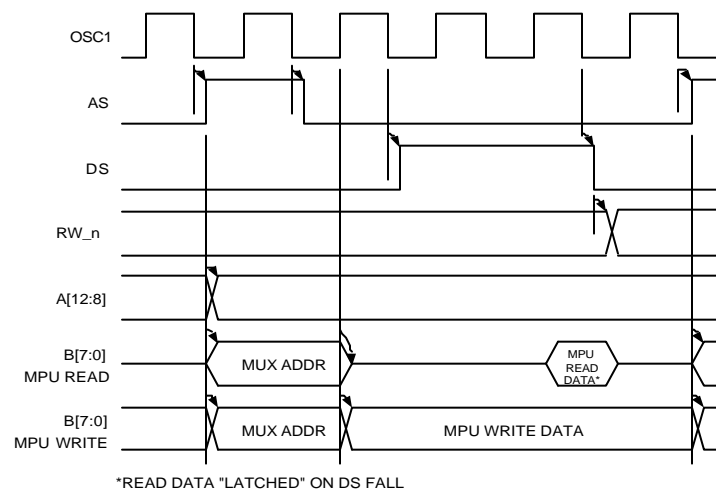 OSC1
AS
DS
RW_n
A[12:8]
B[7:0]
MPU READ
MUX ADDR
MPU
READ
DATA*
B[7:0]
MPU WRITE
MUX ADDR
MPU WRITE DATA
*READ DATA "LATCHED" ON DS FALL